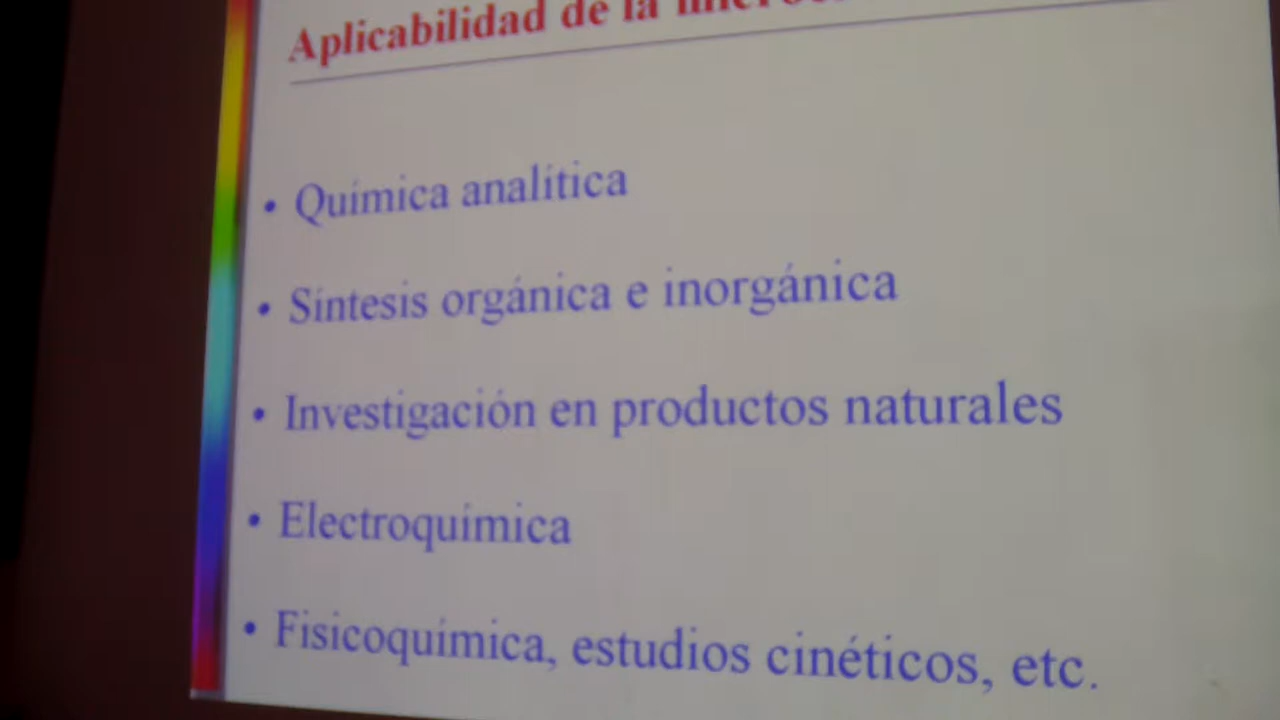 Aplicabilidad de la
• Química analítica
• Síntesis orgánica e inorgánica
• Investigación en productos naturales
• Electroquímica
• Fisicoquímica, estudios cinéticos, etc.